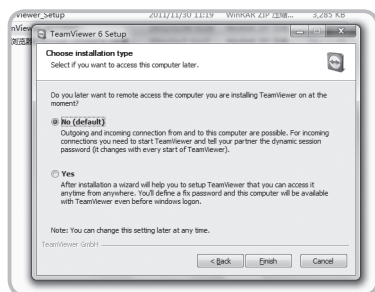 Viewer_Setup 2011/11/30 11:19 WinRAR ZIP 压缩... 3,285 KB
TeamViewer 6 Setup
Choose installation type
Select if you want to access this computer later.
Do you later want to remote access the computer you are installing TeamViewer on at the
moment?
No (default)
Outgoing and incoming connection from and to this computer are possible. For incoming
connections you need to start TeamViewer and tell your partner the dynamic session
password (it changes with every start of TeamViewer).
Yes
After installation a wizard will help you to setup TeamViewer that you can access it
anytime from anywhere. You'll define a fix password and this computer will be available
with TeamViewer even before windows logon.
Note: You can change this setting later at any time.
TeamViewer GmbH
< Back Finish Cancel